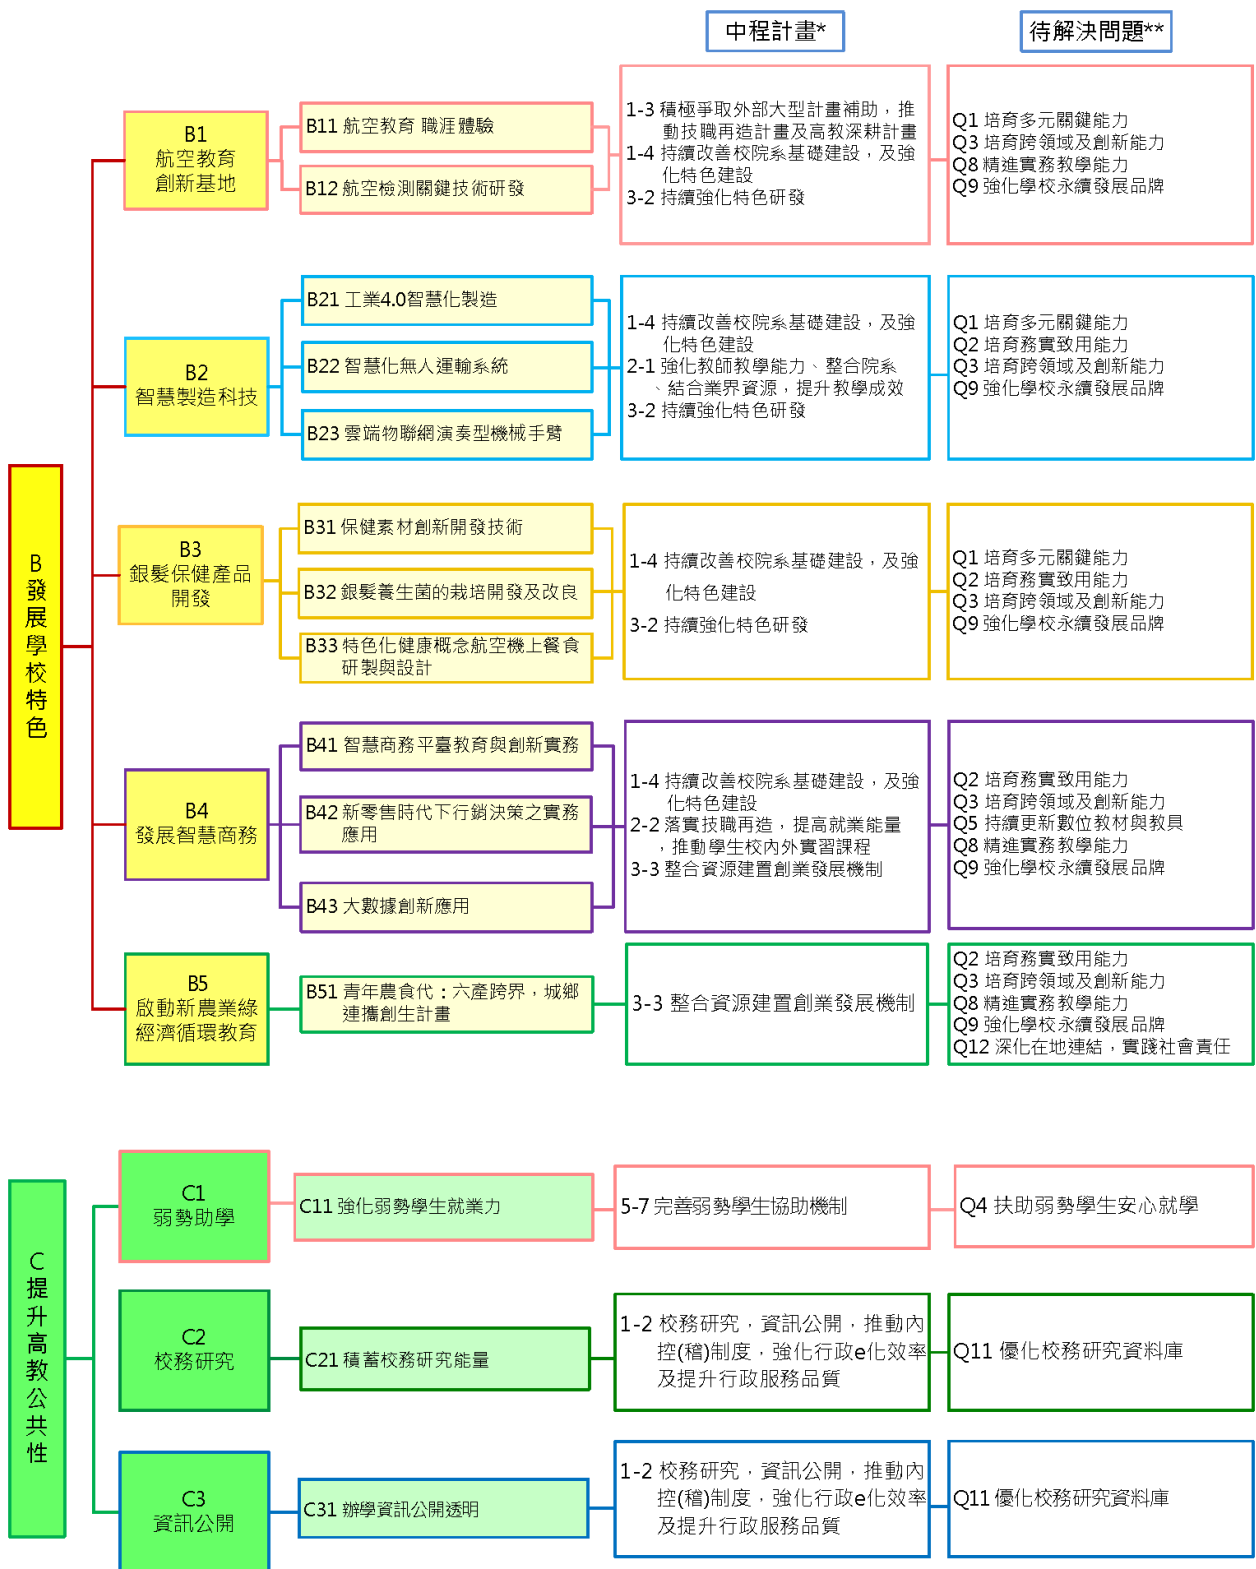 中程計畫*
待解決問題**
B發展學校特色
B1
航空教育
創新基地
B11 航空教育 職涯體驗
B12 航空檢測關鍵技術研發
1-3 積極爭取外部大型計畫補助，推
動技職再造計畫及高教深耕計畫
1-4 持續改善校院系基礎建設，及強
化特色建設
3-2 持續強化特色研發
Q1 培育多元關鍵能力
Q3 培育跨領域及創新能力
Q8 精進實務教學能力
Q9 強化學校永續發展品牌
B2
智慧製造科技
B21 工業4.0智慧化製造
B22 智慧化無人運輸系統
B23 雲端物聯網演奏型機械手臂
1-4 持續改善校院系基礎建設，及強
化特色建設
2-1 強化教師教學能力、整合院系
、結合業界資源，提升教學成效
3-2 持續強化特色研發
Q1 培育多元關鍵能力
Q2 培育務實致用能力
Q3 培育跨領域及創新能力
Q9 強化學校永續發展品牌
B3
銀髮保健產品
開發
B31 保健素材創新開發技術
B32 銀髮養生菌的栽培開發及改良
B33 特色化健康概念航空機上餐食
研製與設計
1-4 持續改善校院系基礎建設，及強
化特色建設
3-2 持續強化特色研發
Q1 培育多元關鍵能力
Q2 培育務實致用能力
Q3 培育跨領域及創新能力
Q9 強化學校永續發展品牌
B4
發展智慧商務
B41 智慧商務平臺教育與創新實務
B42 新零售時代下行銷決策之實務
應用
B43 大數據創新應用
1-4 持續改善校院系基礎建設，及強
化特色建設
2-2 落實技職再造，提高就業能量
，推動學生校內外實習課程
3-3 整合資源建置創業發展機制
Q2 培育務實致用能力
Q3 培育跨領域及創新能力
Q5 持續更新數位教材與教具
Q8 精進實務教學能力
Q9 強化學校永續發展品牌
B5
啟動新農業綠
經濟循環教育
B51 青年農食代：六產跨界，城鄉
連攜創生計畫
3-3 整合資源建置創業發展機制
Q2 培育務實致用能力
Q3 培育跨領域及創新能力
Q8 精進實務教學能力
Q9 強化學校永續發展品牌
Q12 深化在地連結，實踐社會責任
C提升高教公共性
C1
弱勢助學
C11 強化弱勢學生就業力
5-7 完善弱勢學生協助機制
Q4 扶助弱勢學生安心就學
C2
校務研究
C21 積蓄校務研究能量
1-2 校務研究，資訊公開，推動內
控(稽)制度，強化行政e化效率
及提升行政服務品質
Q11 優化校務研究資料庫
C3
資訊公開
C31 辦學資訊公開透明
1-2 校務研究，資訊公開，推動內
控(稽)制度，強化行政e化效率
及提升行政服務品質
Q11 優化校務研究資料庫